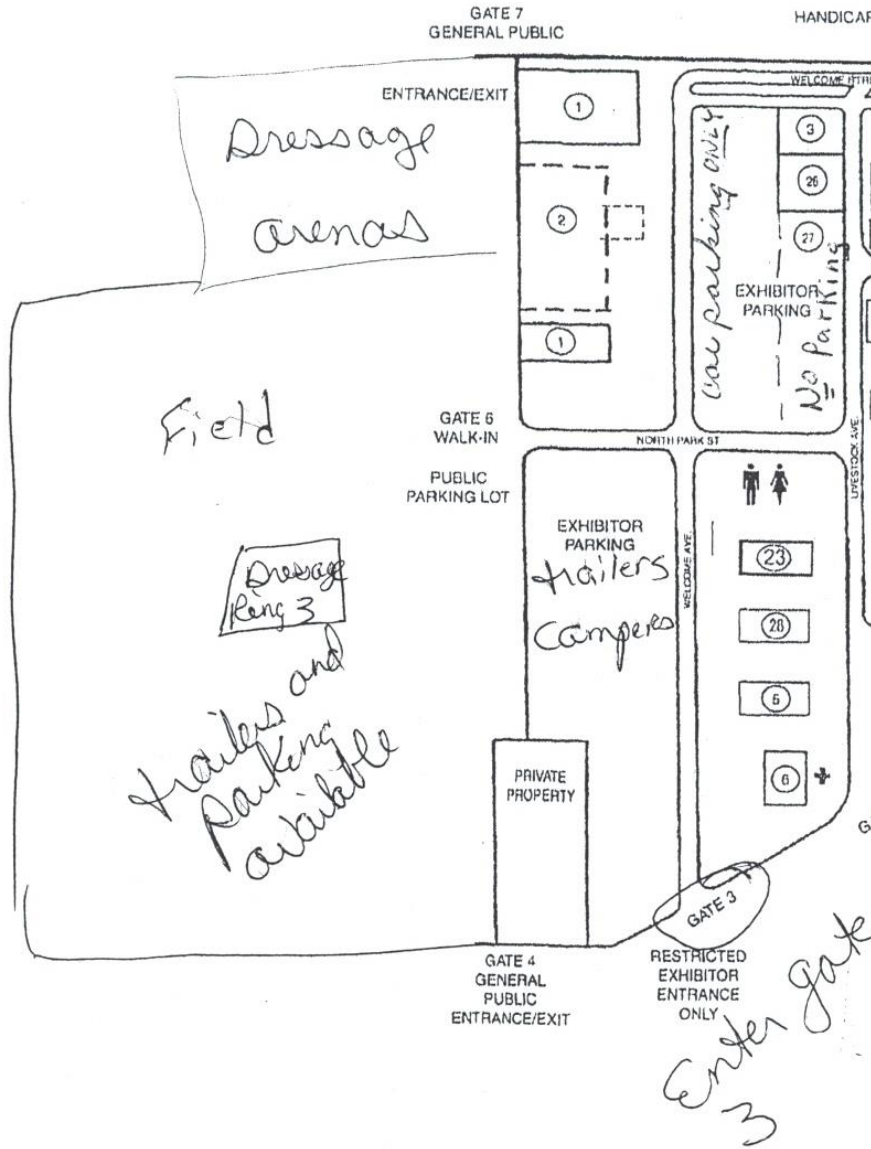 GATE 7
GENERAL PUBLIC
HANDICAP
ENTRANCE/EXIT
WELCOME
Dressage
arenas
1
2
1
3
26
27
car parking ONLY
EXHIBITOR
PARKING
No Parking
Field
GATE 6
WALK-IN
NORTH PARK ST
LIVESTOCK AVE.
PUBLIC
PARKING LOT
EXHIBITOR
PARKING
trailers
Campers
WELCOME AVE.
23
28
5
6
Dressage
Ring 3
trailers and
parking
available
PRIVATE
PROPERTY
G
GATE 3
GATE 4
GENERAL
PUBLIC
ENTRANCE/EXIT
RESTRICTED
EXHIBITOR
ENTRANCE
ONLY
Enter gate
3